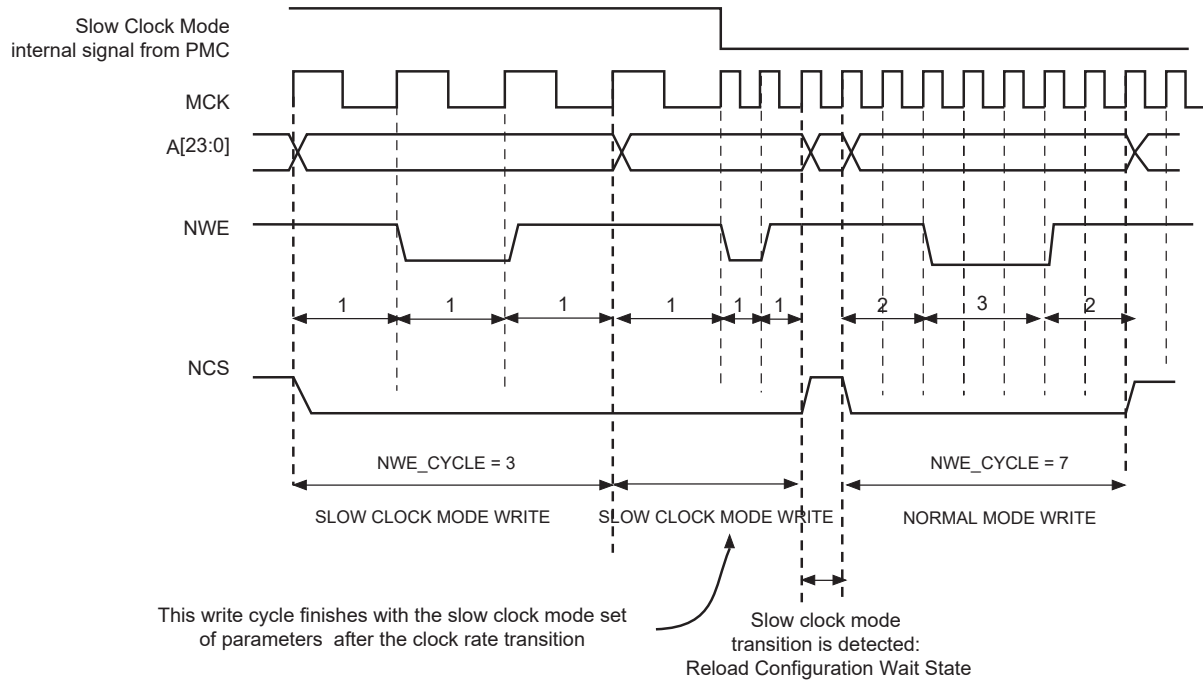 Slow Clock Mode
internal signal from PMC
MCK
A[23:0]
NWE
1 1 1 1 1 1 2 3 2
NCS
NWE_CYCLE = 3 NWE_CYCLE = 7
SLOW CLOCK MODE WRITE SLOW CLOCK MODE WRITE NORMAL MODE WRITE
This write cycle finishes with the slow clock mode set
of parameters after the clock rate transition
Slow clock mode
transition is detected:
Reload Configuration Wait State